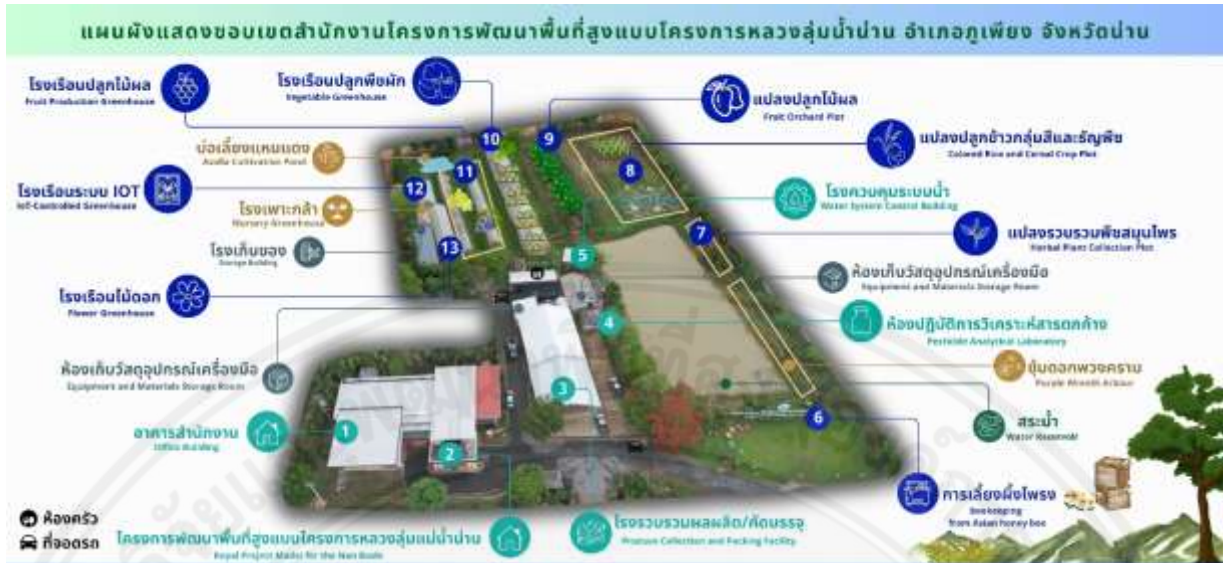 แผนผังแสดงขอบเขตสำนักงานโครงการพัฒนาพื้นที่สูงแบบโครงการหลวงลุ่มน้ำน่าน อำเภอภูเพียง จังหวัดน่าน
โรงเรือนปลูกไม้ผล
Fruit Production Greenhouse
โรงเรือนปลูกพืชผัก
Vegetable Greenhouse
แปลงปลูกไม้ผล
Fruit Orchard Plot
บ่อเลี้ยงแหนแดง
Azolla Cultivation Pond
แปลงปลูกข้าวกลุ่มสีและธัญพืช
Colored Rice and Cereal Crop Plot
โรงเรือนระบบ IOT
IoT-Controlled Greenhouse
โรงควบคุมระบบน้ำ
Water System Control Building
โรงเพาะกล้า
Nursery Greenhouse
แปลงรวบรวมพืชสมุนไพร
Herbal Plant Collection Plot
โรงเก็บของ
Storage Building
ห้องเก็บวัสดุอุปกรณ์เครื่องมือ
Equipment and Materials Storage Room
โรงเรือนไม้ดอก
Flower Greenhouse
ห้องปฏิบัติการวิเคราะห์สารตกค้าง
Pesticide Analytical Laboratory
ห้องเก็บวัสดุอุปกรณ์เครื่องมือ
Equipment and Materials Storage Room
ซุ้มดอกพวงคราม
Purple Wreath Arbour
อาคารสำนักงาน
Office Building
สระน้ำ
Water Reservoir
การเลี้ยงผึ้งโพรง
Beekeeping
from Asian honey bee
10
9
8
11
12
13
7
5
4
3
6
1
2
ห้องครัว
ที่จอดรถ
โครงการพัฒนาพื้นที่สูงแบบโครงการหลวงลุ่มแม่น้ำน่าน
Royal Project Model for the Nan Basin
โรงรวบรวมผลผลิต/คัดบรรจุ
Produce Collection and Packing Facility